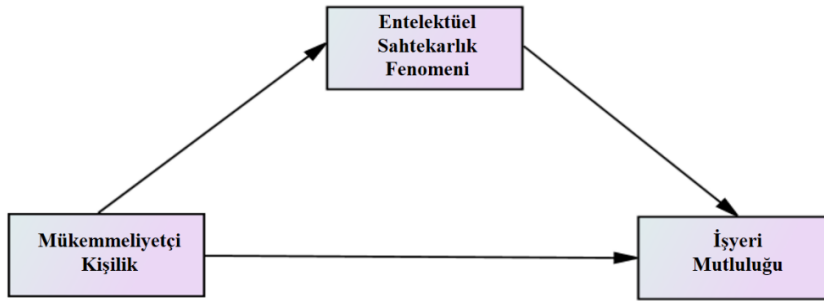 Entelektüel
Sahtekarlık
Fenomeni
Mükemmeliyetçi
Kişilik
İşyeri
Mutluluğu